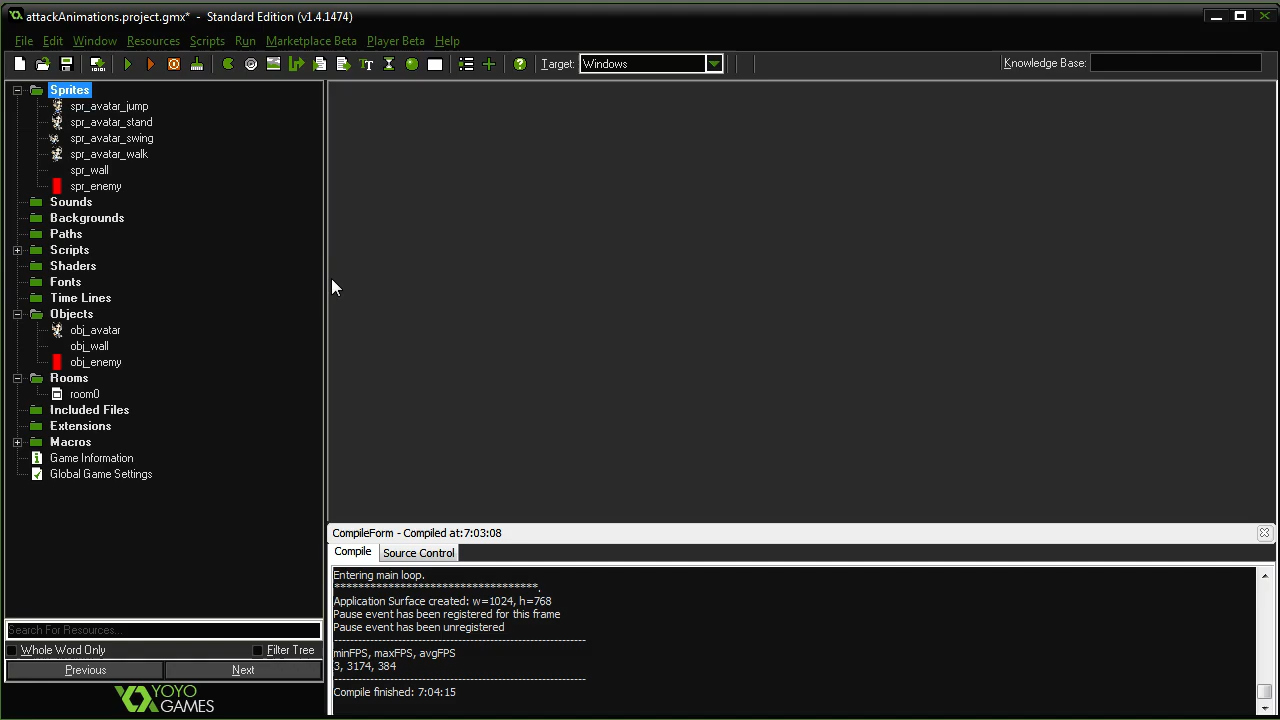 attackAnimations.project.gmx* - Standard Edition (v1.4.1474)
File Edit Window Resources Scripts Run Marketplace Beta Player Beta Help
Target: Windows Knowledge Base:
Sprites
spr_avatar_jump
spr_avatar_stand
spr_avatar_swing
spr_avatar_walk
spr_wall
spr_enemy
Sounds
Backgrounds
Paths
Scripts
Shaders
Fonts
Time Lines
Objects
obj_avatar
obj_wall
obj_enemy
Rooms
room0
Included Files
Extensions
Macros
Game Information
Global Game Settings
Search For Resources...
Whole Word Only Filter Tree
Previous Next
YOYO
GAMES
CompileForm - Compiled at:7:03:08
Compile Source Control
Entering main loop.
**********************************.
Application Surface created: w=1024, h=768
Pause event has been registered for this frame
Pause event has been unregistered
-------------------------------------------------------------
minFPS, maxFPS, avgFPS
3, 3174, 384
-------------------------------------------------------------
Compile finished: 7:04:15